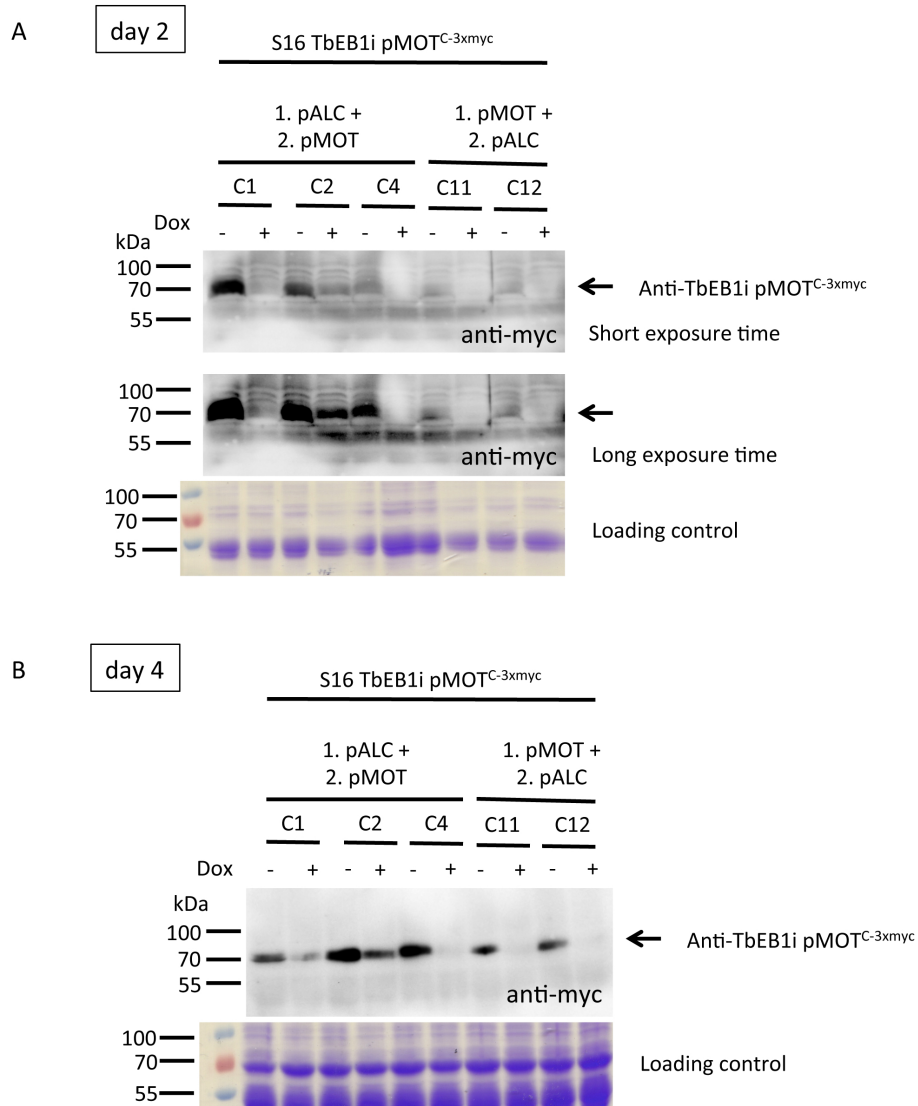 A
day 2
S16 TbEB1i pMOTC-3xmyc
1. pALC +
2. pMOT
1. pMOT +
2. pALC
C1 C2 C4 C11 C12
Dox
- + - + - + - + - +
kDa
100
70
55
anti-myc
Anti-TbEB1i pMOTC-3xmyc
Short exposure time
100
70
55
anti-myc
Long exposure time
100
70
55
Loading control
B
day 4
S16 TbEB1i pMOTC-3xmyc
1. pALC +
2. pMOT
1. pMOT +
2. pALC
C1 C2 C4 C11 C12
Dox - + - + - + - + - +
kDa
100
70
55
anti-myc
Anti-TbEB1i pMOTC-3xmyc
100
70
55
Loading control